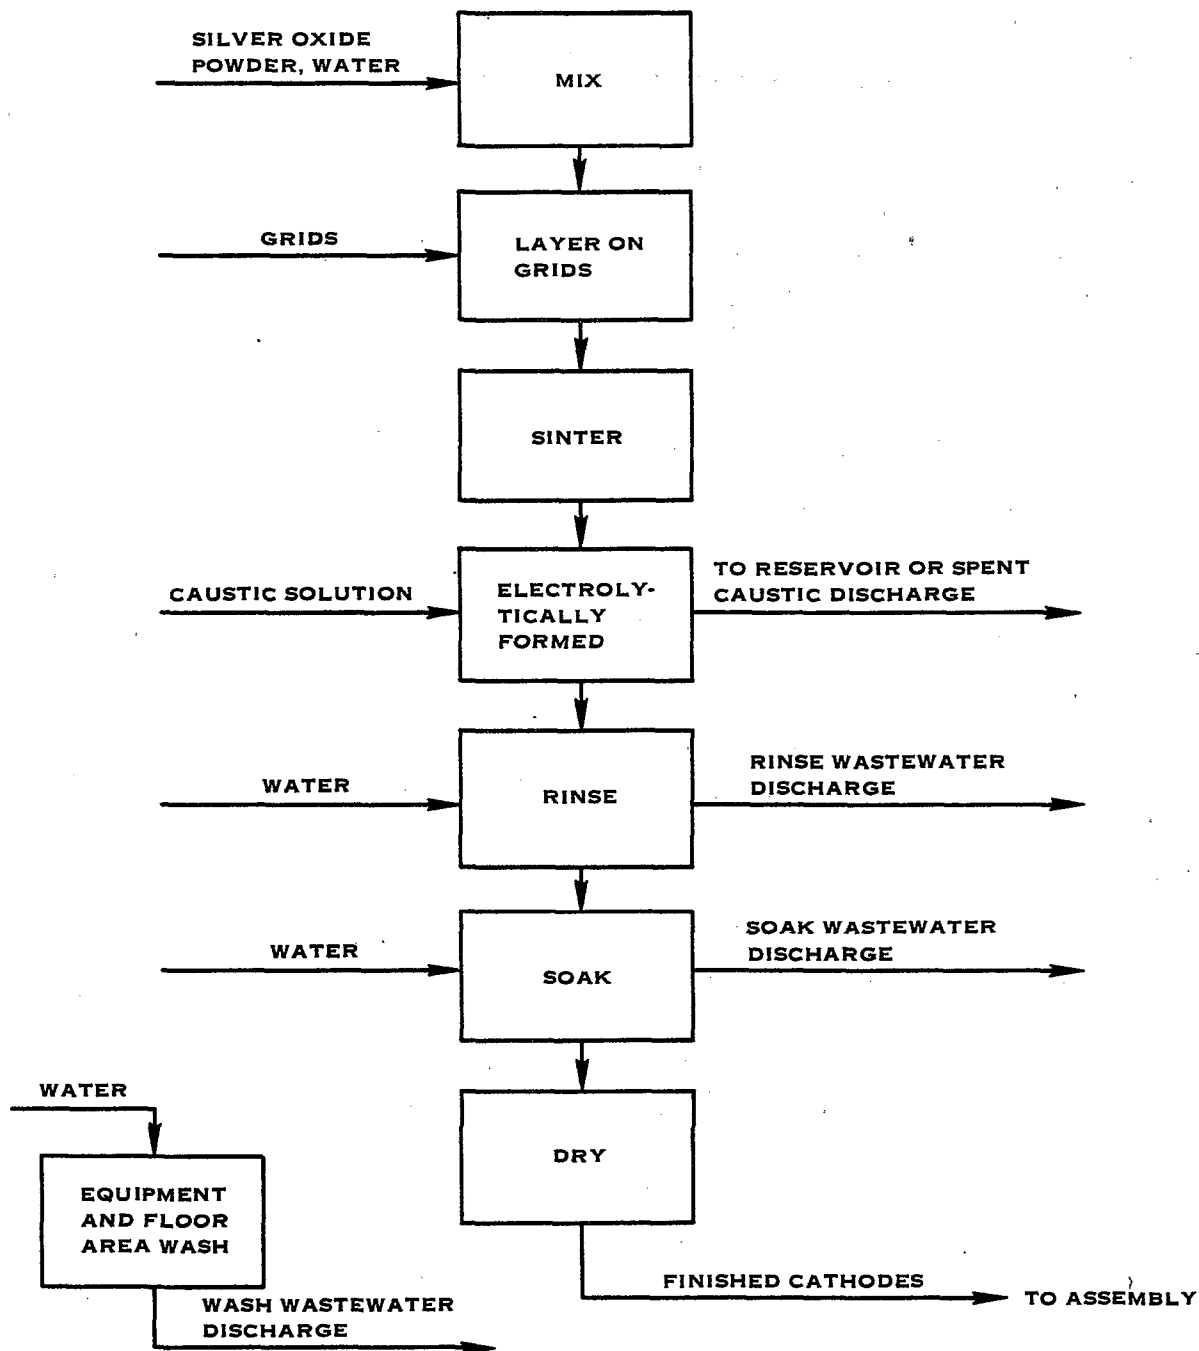 SILVER OXIDE
POWDER, WATER
MIX
GRIDS
LAYER ON
GRIDS
SINTER
CAUSTIC SOLUTION
ELECTROLY-
TICALLY
FORMED
TO RESERVOIR OR SPENT
CAUSTIC DISCHARGE
WATER
RINSE
RINSE WASTEWATER
DISCHARGE
WATER
SOAK
SOAK WASTEWATER
DISCHARGE
WATER
DRY
EQUIPMENT
AND FLOOR
AREA WASH
FINISHED CATHODES
TO ASSEMBLY
WASH WASTEWATER
DISCHARGE